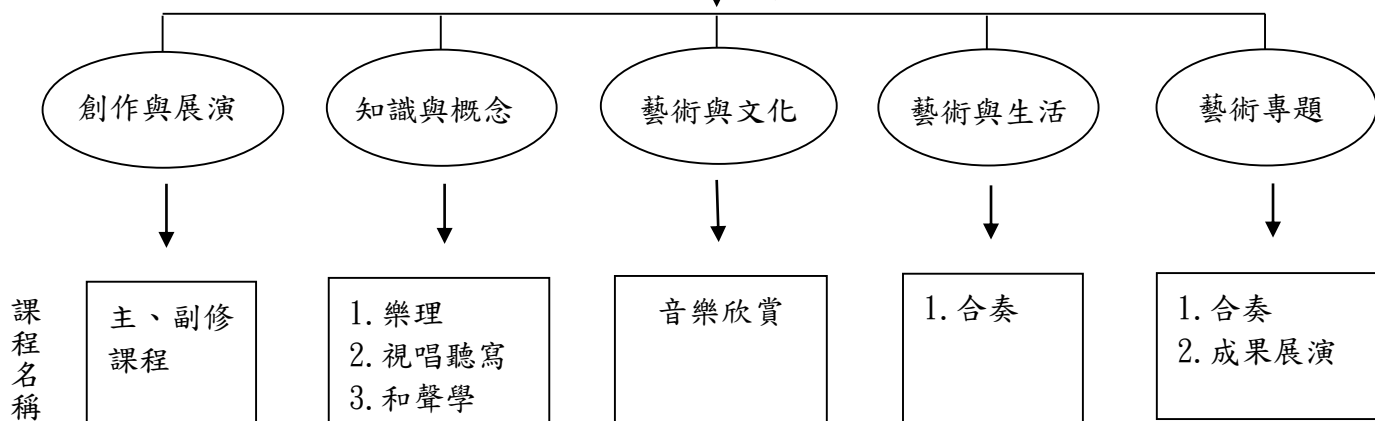 創作與展演
知識與概念
藝術與文化
藝術與生活
藝術專題
課程名稱
主、副修
課程
1.樂理
2.視唱聽寫
3.和聲學
音樂欣賞
1.合奏
1.合奏
2.成果展演